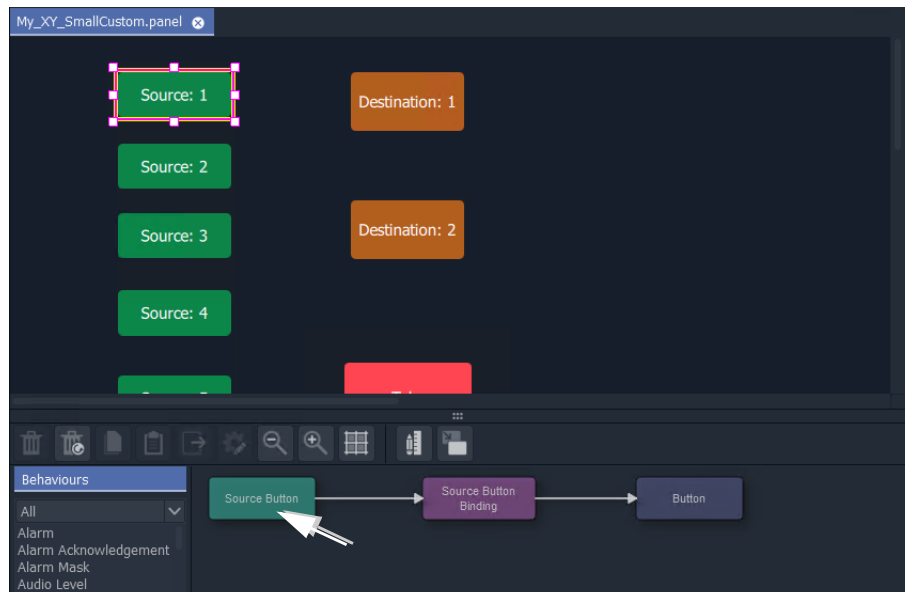 My_XY_SmallCustom.panel
Source: 1
Destination: 1
Source: 2
Source: 3
Destination: 2
Source: 4
Behaviours
All
Alarm
Alarm Acknowledgement
Alarm Mask
Audio Level
Source Button
Source Button
Binding
Button